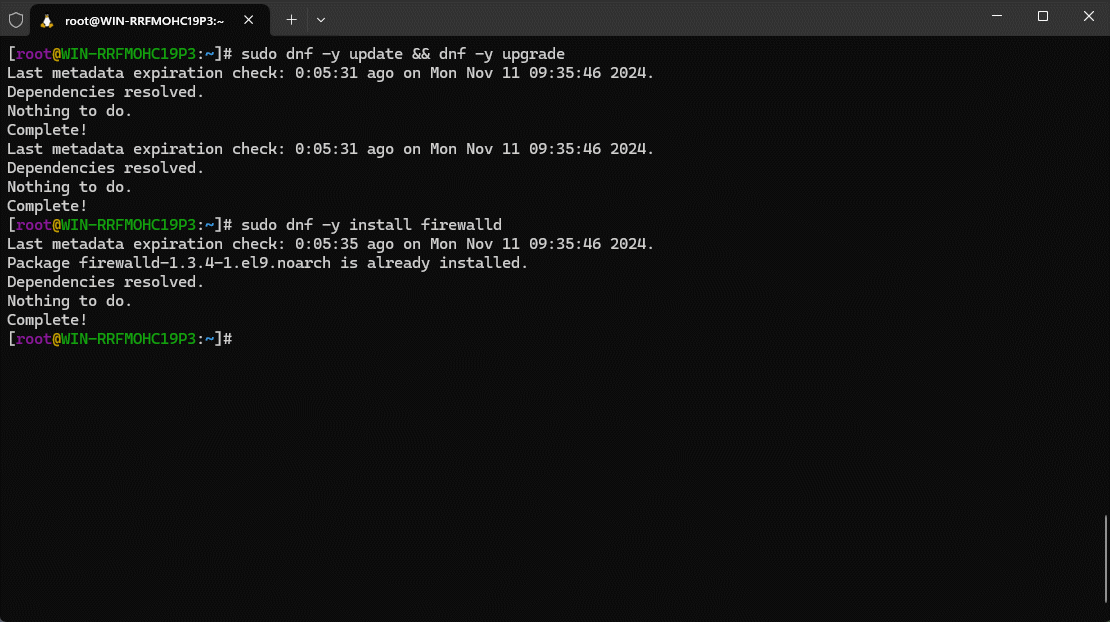 root@WIN-RRFMOHC19P3:~
[root@WIN-RRFMOHC19P3:~]# sudo dnf -y update && dnf -y upgrade
Last metadata expiration check: 0:05:31 ago on Mon Nov 11 09:35:46 2024.
Dependencies resolved.
Nothing to do.
Complete!
Last metadata expiration check: 0:05:31 ago on Mon Nov 11 09:35:46 2024.
Dependencies resolved.
Nothing to do.
Complete!
[root@WIN-RRFMOHC19P3:~]# sudo dnf -y install firewalld
Last metadata expiration check: 0:05:35 ago on Mon Nov 11 09:35:46 2024.
Package firewalld-1.3.4-1.el9.noarch is already installed.
Dependencies resolved.
Nothing to do.
Complete!
[root@WIN-RRFMOHC19P3:~]#